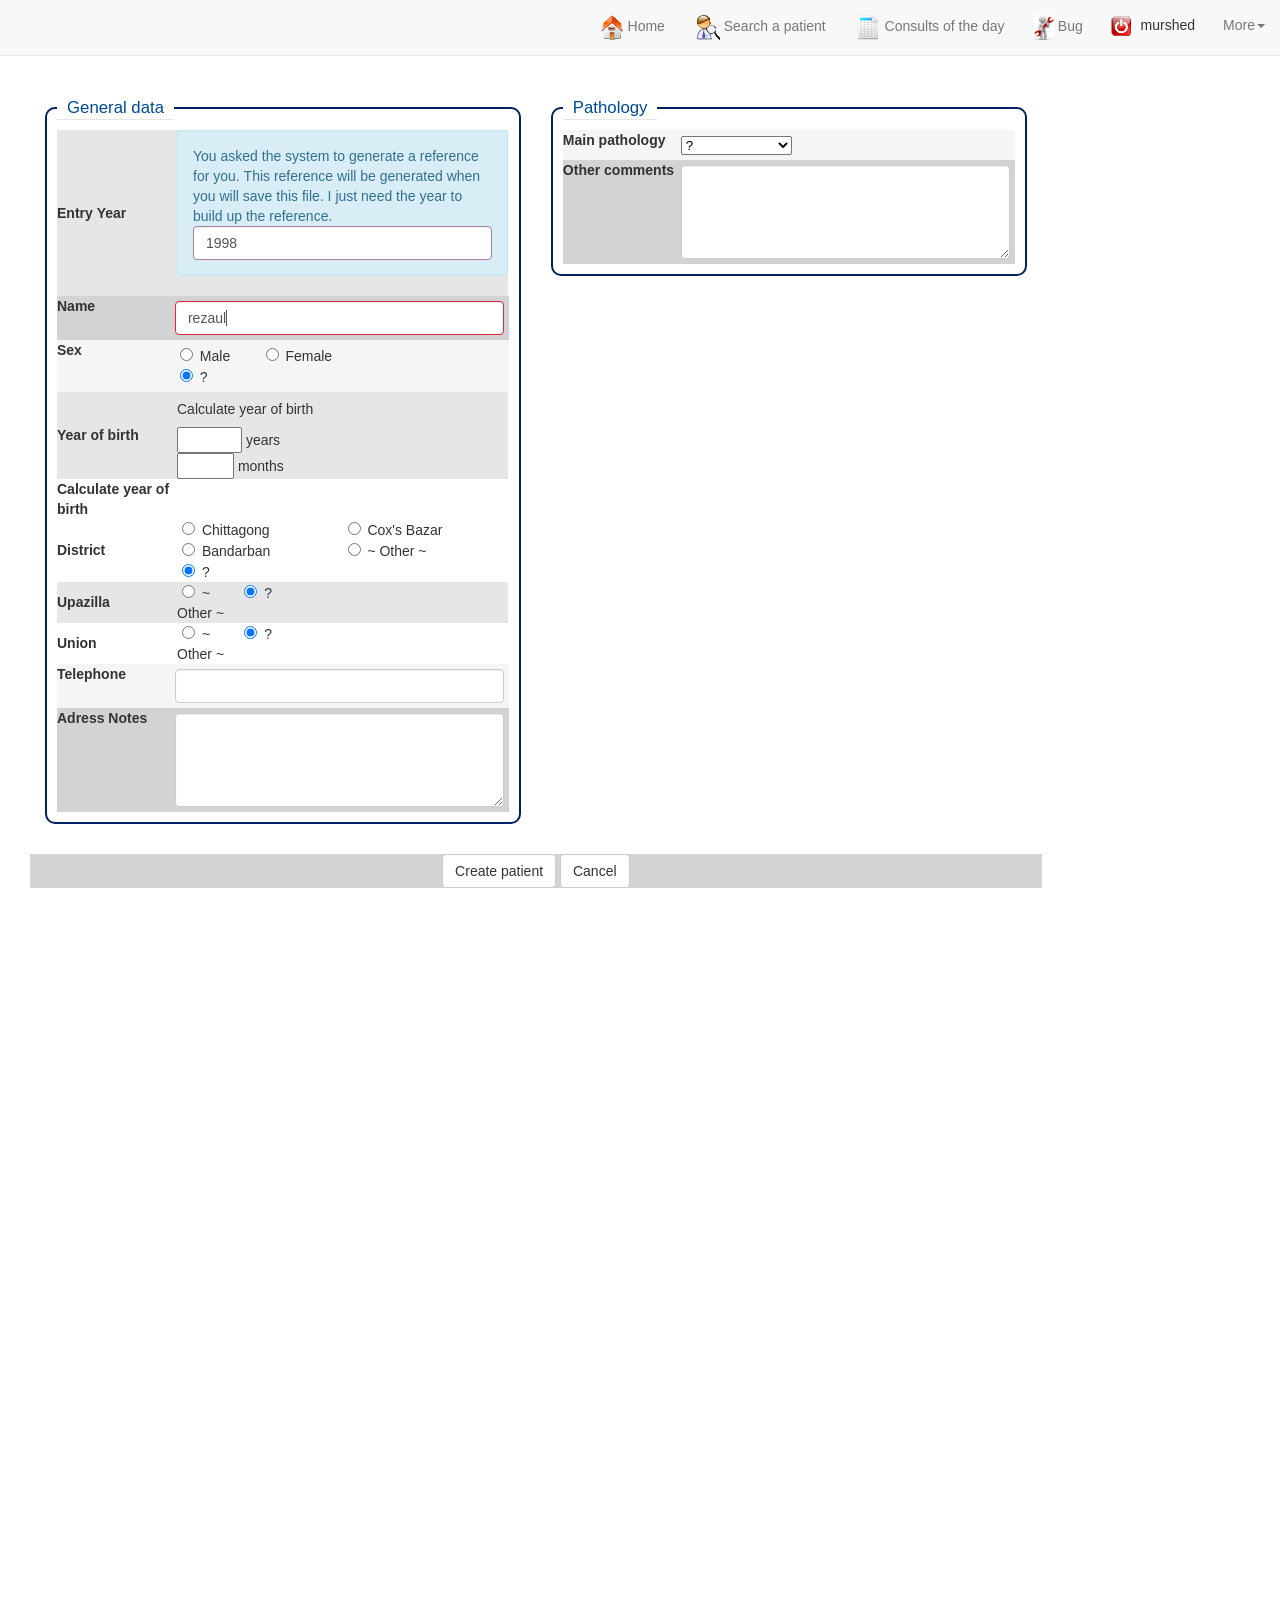 Home Search a patient Consults of the day Bug murshed More
General data
Entry Year
You asked the system to generate a reference
for you. This reference will be generated when
you will save this file. I just need the year to
build up the reference.
1998
Name
rezaul
Sex
Male Female
?
Year of birth
Calculate year of birth
years
months
Calculate year of
birth
District
Chittagong Cox's Bazar
Bandarban ~ Other ~
?
Upazilla
~ ?
Other ~
Union
~ ?
Other ~
Telephone
Adress Notes
Pathology
Main pathology ?
Other comments
Create patient Cancel